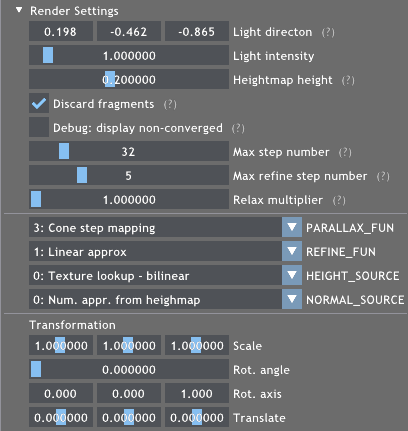 Render Settings
0.198 -0.462 -0.865 Light directon (?)
1.000000 Light intensity
0.200000 Heightmap height (?)
Discard fragments (?)
Debug: display non-converged (?)
32 Max step number (?)
5 Max refine step number (?)
1.000000 Relax multiplier (?)
3: Cone step mapping PARALLAX_FUN
1: Linear approx REFINE_FUN
0: Texture lookup - bilinear HEIGHT_SOURCE
0: Num. appr. from heighmap NORMAL_SOURCE
Transformation
1.000000 1.000000 1.000000 Scale
0.000000 Rot. angle
0.000 0.000 1.000 Rot. axis
0.000000 0.000000 0.000000 Translate